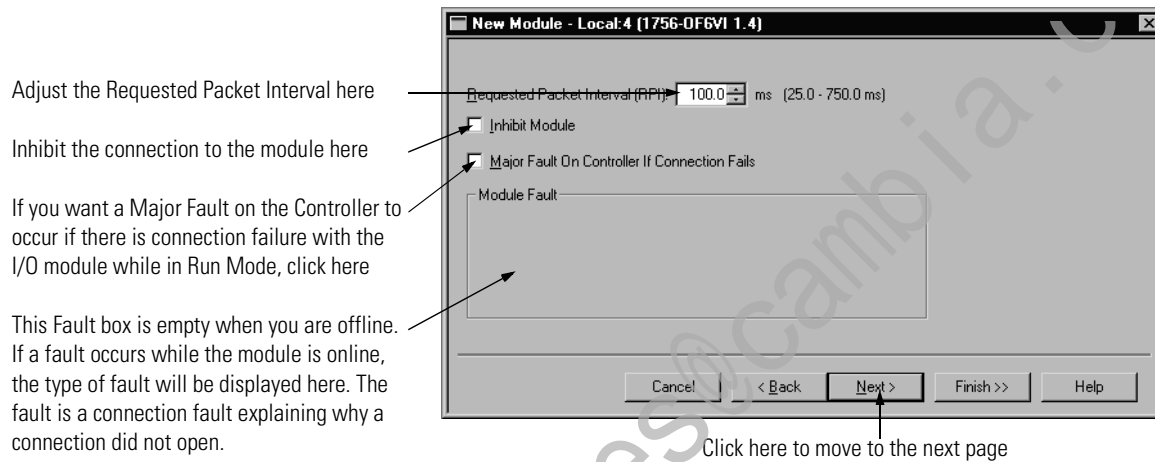 New Module - Local:4 (1756-OF6VI 1.4)
Adjust the Requested Packet Interval here
Requested Packet Interval (RPI): 100.0 ms (25.0 - 750.0 ms)
Inhibit the connection to the module here
Inhibit Module
Major Fault On Controller If Connection Fails
If you want a Major Fault on the Controller to
occur if there is connection failure with the
I/O module while in Run Mode, click here
Module Fault
This Fault box is empty when you are offline.
If a fault occurs while the module is online,
the type of fault will be displayed here. The
fault is a connection fault explaining why a
connection did not open.
Cancel
< Back
Next >
Finish >>
Help
Click here to move to the next page